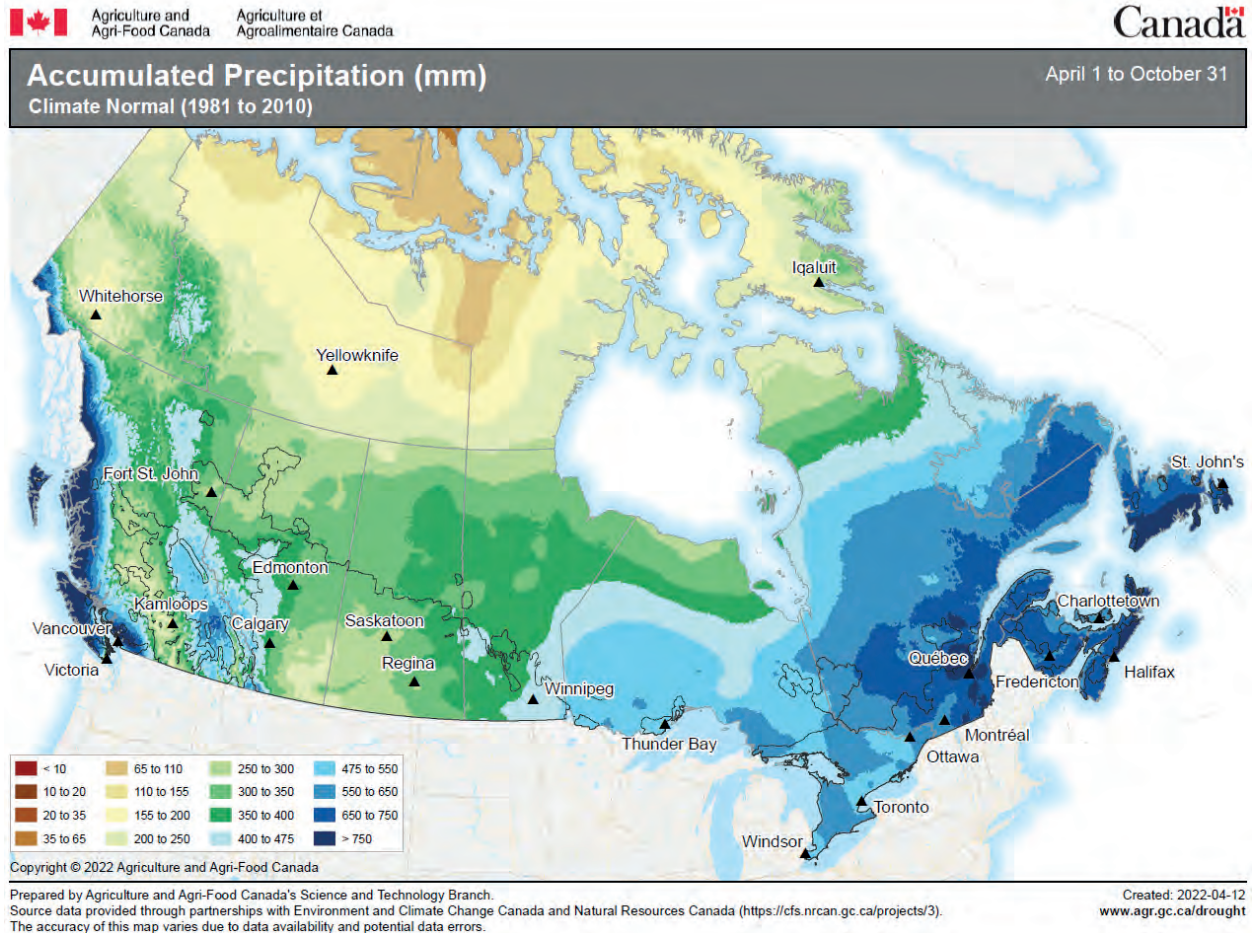 Agriculture and
Agri-Food Canada
Agriculture et
Agroalimentaire Canada
Canada
Accumulated Precipitation (mm)
Climate Normal (1981 to 2010)
April 1 to October 31
Iqaluit
Whitehorse
Yellowknife
St. John's
Fort St. John
Edmonton
Charlottetown
Kamloops
Saskatoon
Calgary
Vancouver
Québec
Regina
Victoria
Halifax
Fredericton
Winnipeg
Montréal
Thunder Bay
Ottawa
Toronto
Windsor
< 10
10 to 20
20 to 35
35 to 65
65 to 110
110 to 155
155 to 200
200 to 250
250 to 300
300 to 350
350 to 400
400 to 475
475 to 550
550 to 650
650 to 750
> 750
Copyright © 2022 Agriculture and Agri-Food Canada
Prepared by Agriculture and Agri-Food Canada's Science and Technology Branch.
Source data provided through partnerships with Environment and Climate Change Canada and Natural Resources Canada (https://cfs.nrcan.gc.ca/projects/3).
The accuracy of this map varies due to data availability and potential data errors.
Created: 2022-04-12
www.agr.gc.ca/drought